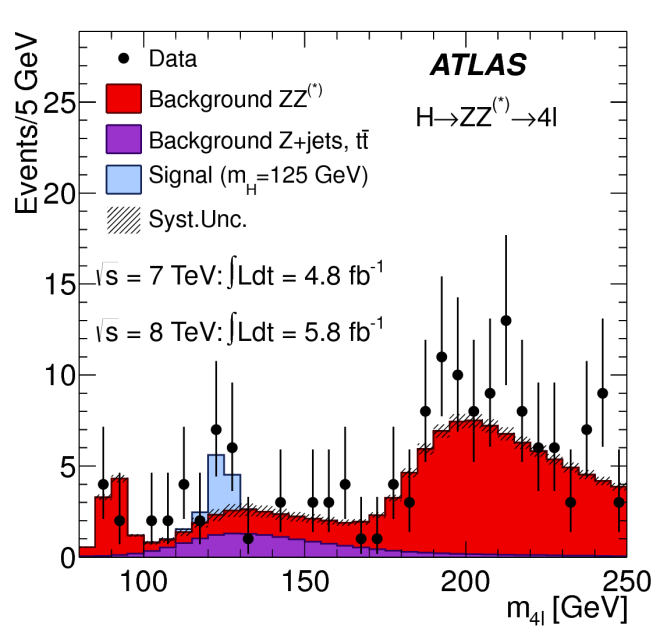 Events/5 GeV
25
20
15
10
5
0
Data
Background ZZ(*)
Background Z+jets, tt̄
Signal (mH=125 GeV)
Syst.Unc.
√s = 7 TeV:∫Ldt = 4.8 fb-1
√s = 8 TeV:∫Ldt = 5.8 fb-1
ATLAS
H→ZZ(*)→4l
100
150
200
250
m4l [GeV]